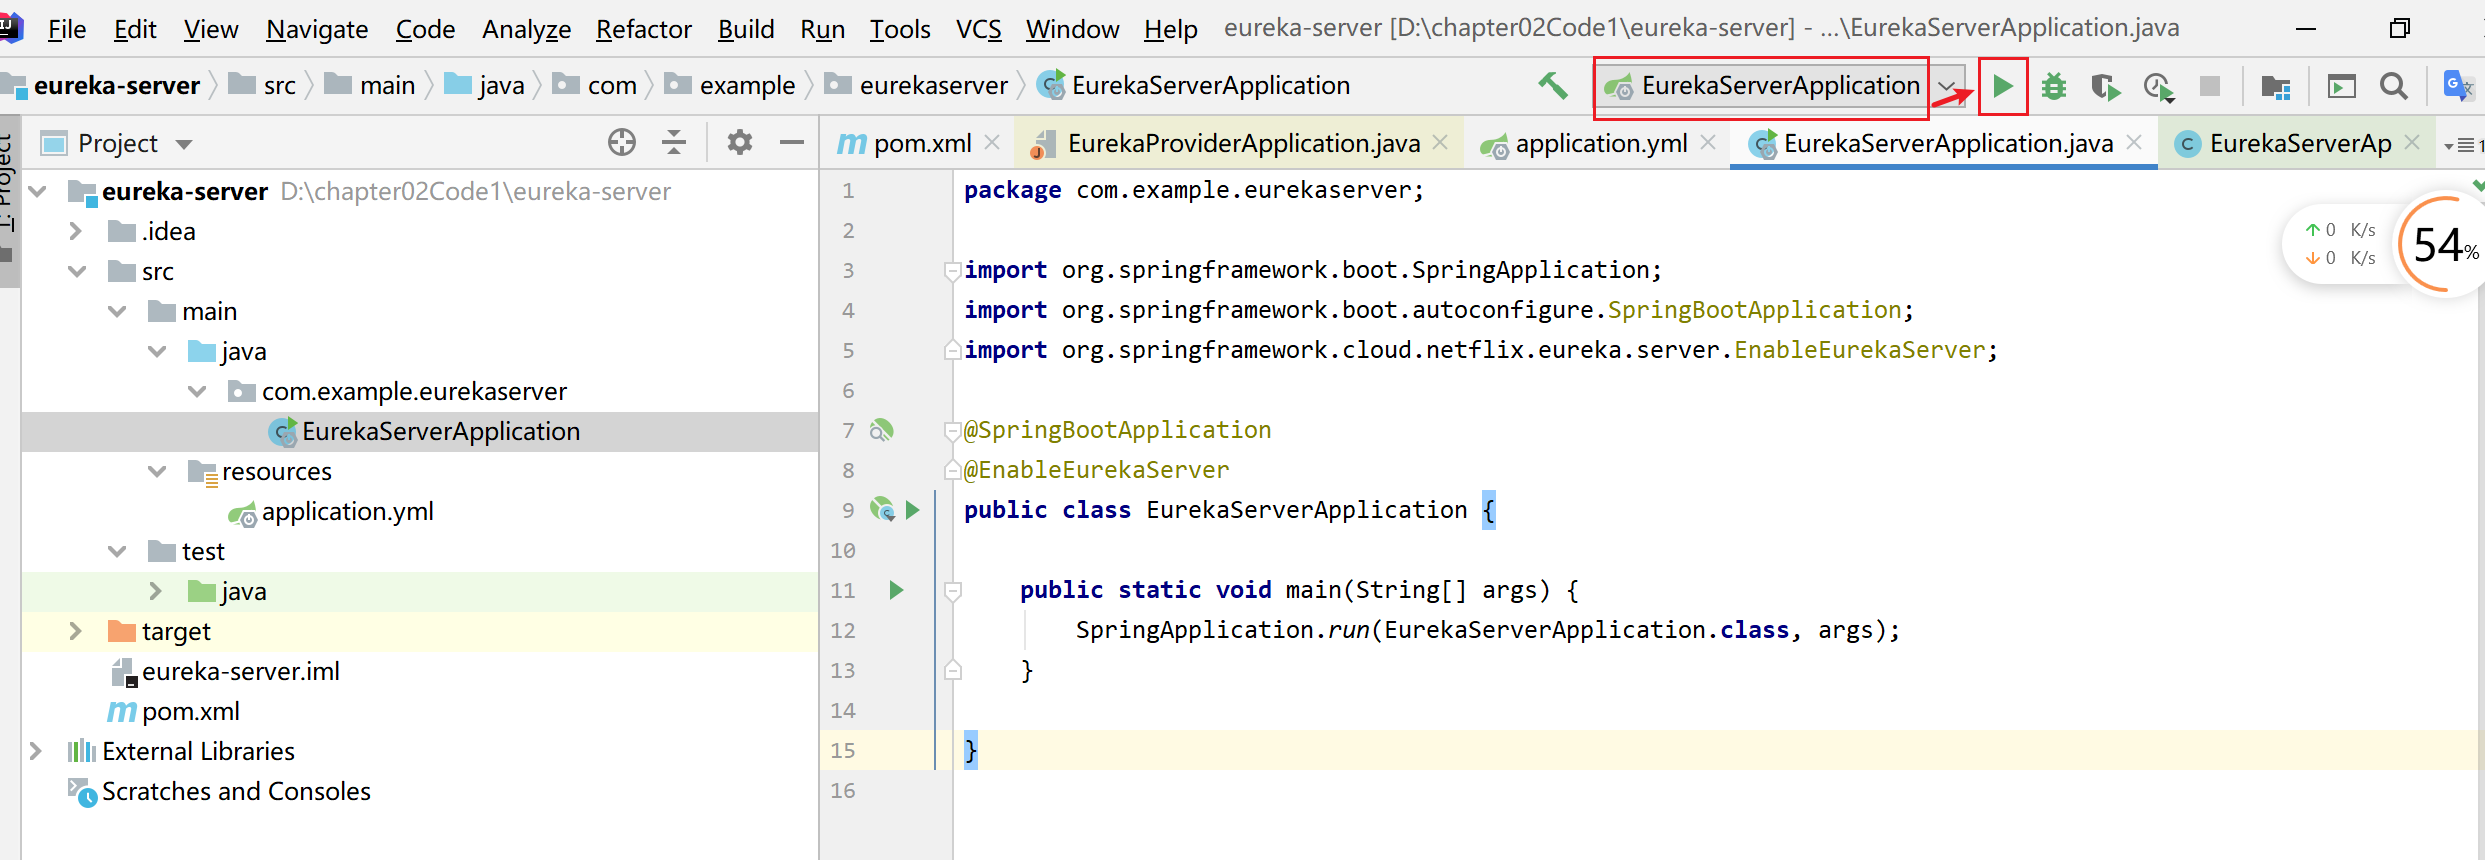 File Edit View Navigate Code Analyze Refactor Build Run Tools VCS Window Help eureka-server [D:\chapter02Code1\eureka-server] - ...\EurekaServerApplication.java
eureka-server src main java com example eurekaserver EurekaServerApplication EurekaServerApplication
Project pom.xml EurekaProviderApplication.java application.yml EurekaServerApplication.java EurekaServerAp
1: Project
eureka-server D:\chapter02Code1\eureka-server
.idea
src
main
java
com.example.eurekaserver
EurekaServerApplication
resources
application.yml
test
java
target
eureka-server.iml
pom.xml
External Libraries
Scratches and Consoles
1 package com.example.eurekaserver;
2
3 import org.springframework.boot.SpringApplication;
4 import org.springframework.boot.autoconfigure.SpringBootApplication;
5 import org.springframework.cloud.netflix.eureka.server.EnableEurekaServer;
6
7 @SpringBootApplication
8 @EnableEurekaServer
9 public class EurekaServerApplication {
10
11 public static void main(String[] args) {
12 SpringApplication.run(EurekaServerApplication.class, args);
13 }
14
15 }
16
↑ 0 K/s
↓ 0 K/s
54%